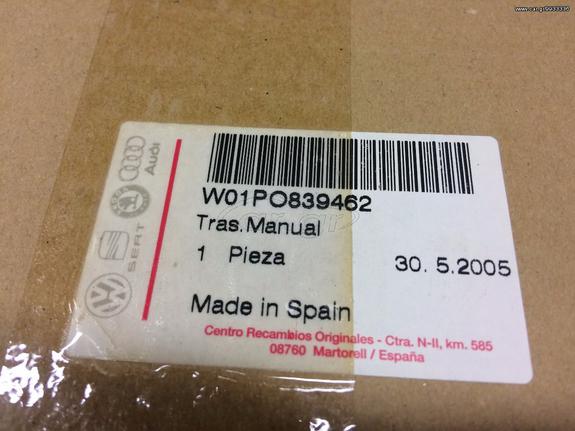 www.car.gr/5633336
Audi
SEAT
W01PO839462
Tras.Manual
1 Pieza
30. 5.2005
Made in Spain
Centro Recambios Originales - Ctra. N-II, km. 585
08760 Martorell / España